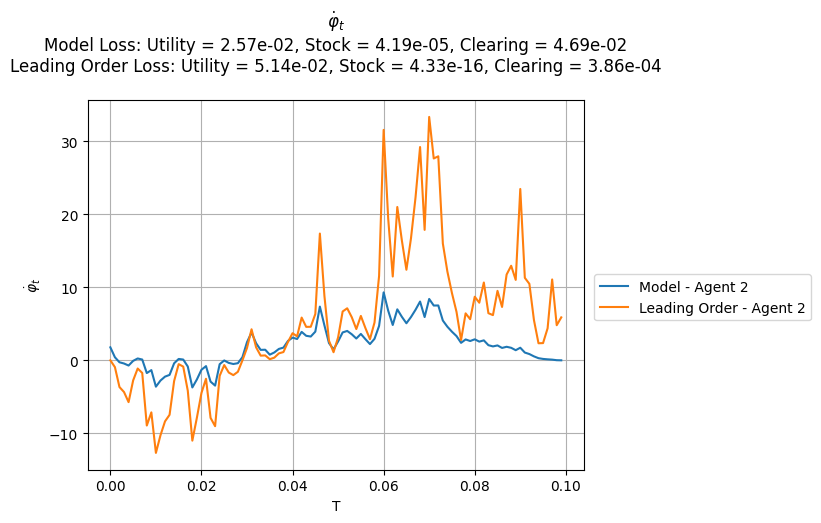 φ̇ₜ
Model Loss: Utility = 2.57e-02, Stock = 4.19e-05, Clearing = 4.69e-02
Leading Order Loss: Utility = 5.14e-02, Stock = 4.33e-16, Clearing = 3.86e-04
30
20
10
0
−10
φ̇ₜ
0.00
0.02
0.04
0.06
0.08
0.10
T
Model - Agent 2
Leading Order - Agent 2